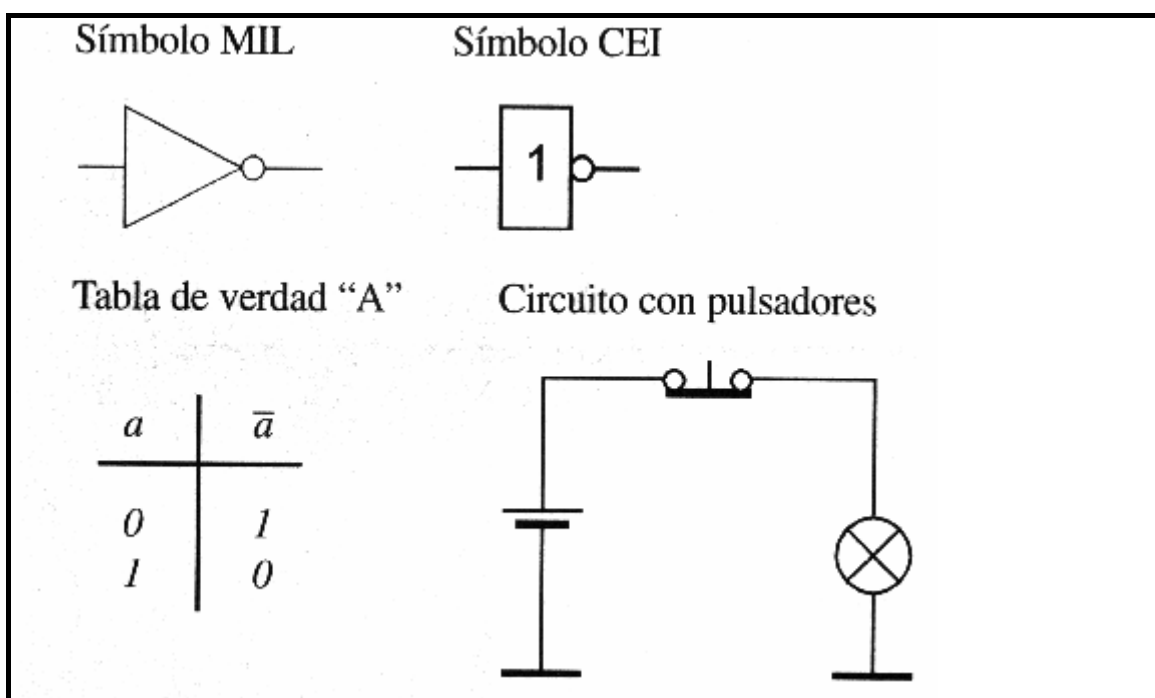 Símbolo MIL
Símbolo CEI
1
Tabla de verdad “A”
Circuito con pulsadores
a a̅
0 1
1 0